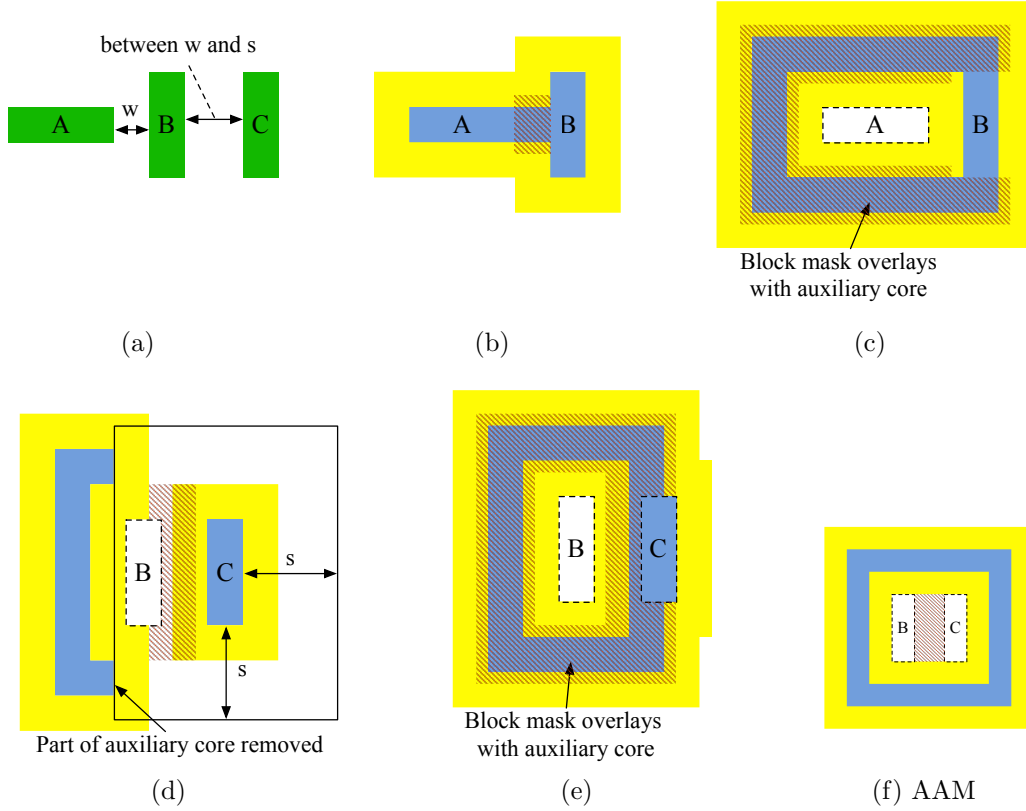 between w and s
w
A
B
C
(a)
A
B
(b)
A
B
Block mask overlays
with auxiliary core
(c)
B
C
s
s
Part of auxiliary core removed
(d)
B
C
Block mask overlays
with auxiliary core
(e)
B
C
(f) AAM